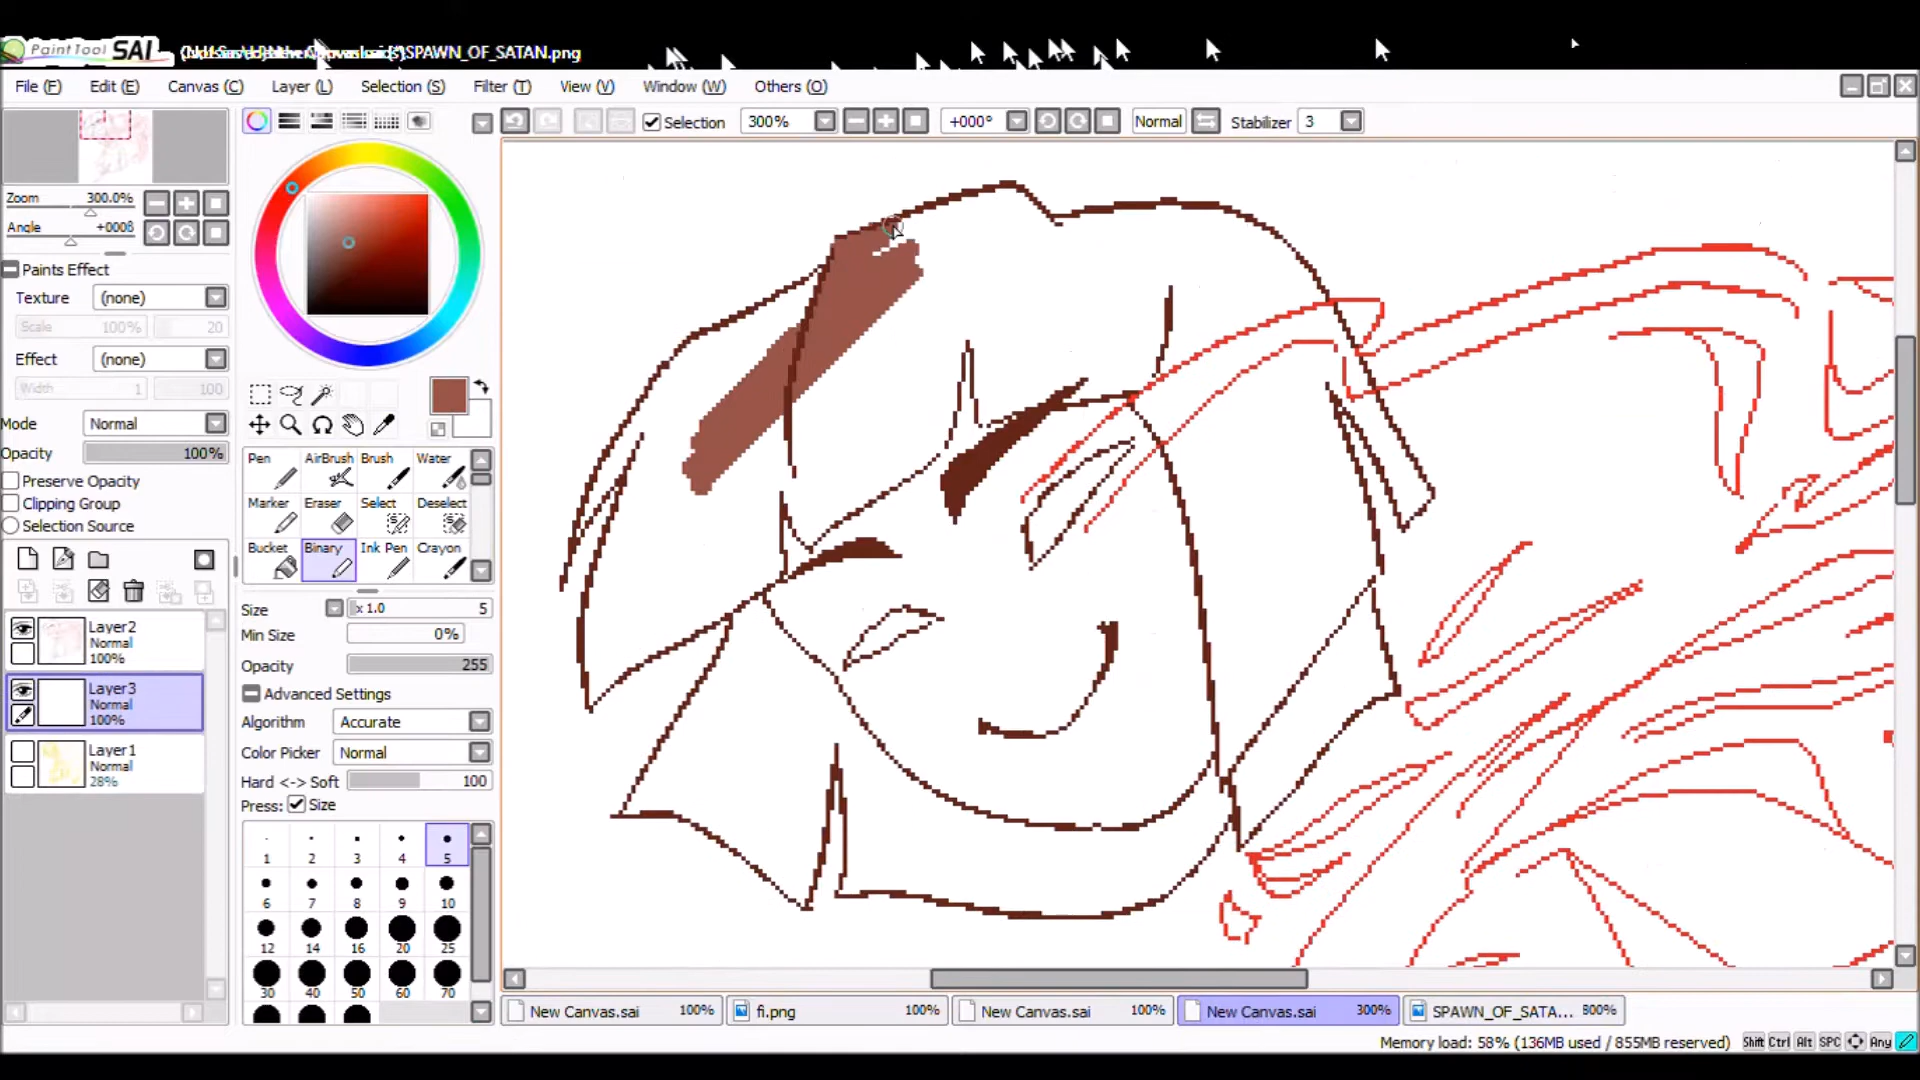 PaintTool SAI SPAWN_OF_SATAN.png
File (F) Edit (E) Canvas (C) Layer (L) Selection (S) Filter (T) View (V) Window (W) Others (O)
Selection 300% +000° Normal Stabilizer 3
Zoom 300.0%
Angle +000B
Paints Effect
Texture (none)
Scale 100% 20
Effect (none)
Width 1 100
Mode Normal
Opacity 100%
Preserve Opacity
Clipping Group
Selection Source
Layer2
Normal
100%
Layer3
Normal
100%
Layer1
Normal
28%
Pen AirBrush Brush Water
Marker Eraser Select Deselect
Bucket Binary Ink Pen Crayon
Size x 1.0 5
Min Size 0%
Opacity 255
Advanced Settings
Algorithm Accurate
Color Picker Normal
Hard <-> Soft 100
Press: Size
1 2 3 4 5
6 7 8 9 10
12 14 16 20 25
30 40 50 60 70
New Canvas.sai 100% fi.png 100% New Canvas.sai 100% New Canvas.sai 300% SPAWN_OF_SATA... 800%
Memory load: 58% (136MB used / 855MB reserved) Shift Ctrl Alt SPC Any